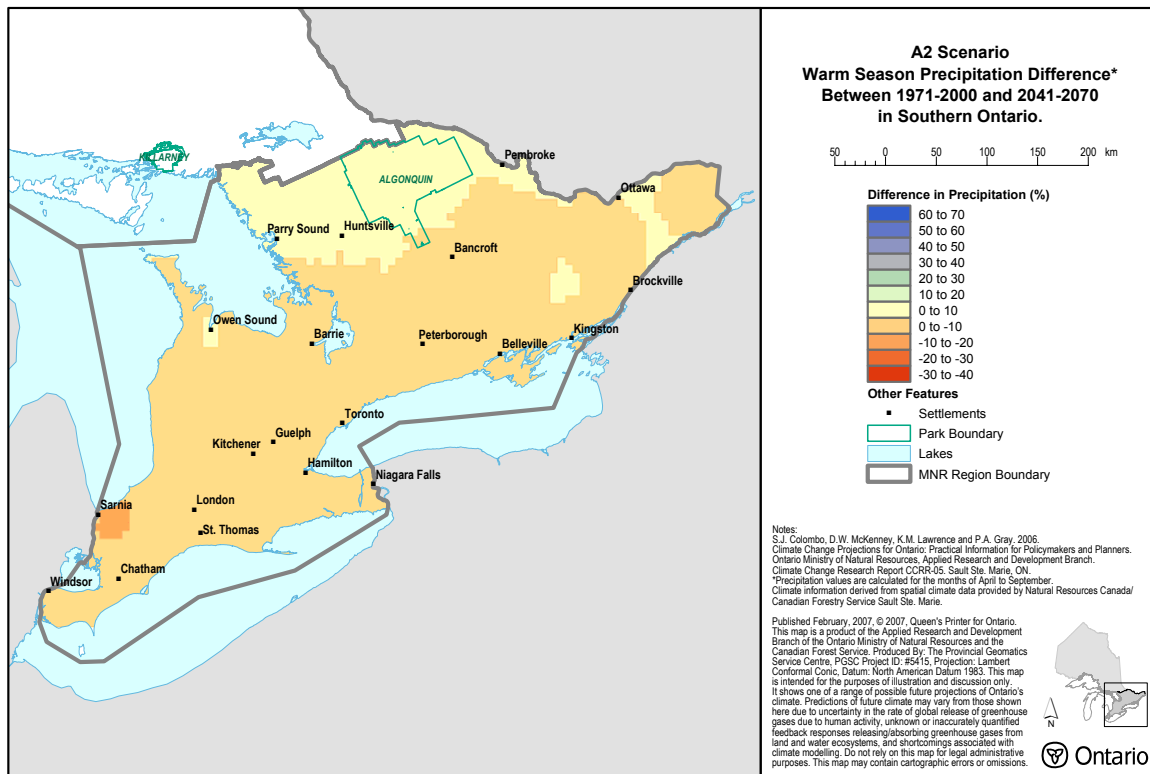 A2 Scenario
Warm Season Precipitation Difference*
Between 1971-2000 and 2041-2070
in Southern Ontario.
50 0 50 100 150 200 km
Difference in Precipitation (%)
60 to 70
50 to 60
40 to 50
30 to 40
20 to 30
10 to 20
0 to 10
0 to -10
-10 to -20
-20 to -30
-30 to -40
Other Features
Settlements
Park Boundary
Lakes
MNR Region Boundary
KILLARNEY
ALGONQUIN
Pembroke
Ottawa
Parry Sound
Huntsville
Bancroft
Brockville
Owen Sound
Barrie
Peterborough
Belleville
Kingston
Toronto
Guelph
Kitchener
Hamilton
Niagara Falls
Sarnia
London
St. Thomas
Chatham
Windsor
Notes:
S.J. Colombo, D.W. McKenney, K.M. Lawrence and P.A. Gray. 2006.
Climate Change Projections for Ontario: Practical Information for Policymakers and Planners.
Ontario Ministry of Natural Resources, Applied Research and Development Branch.
Climate Change Research Report CCRR-05. Sault Ste. Marie, ON.
*Precipitation values are calculated for the months of April to September.
Climate information derived from spatial climate data provided by Natural Resources Canada/
Canadian Forestry Service Sault Ste. Marie.
Published February, 2007, © 2007, Queen's Printer for Ontario.
This map is a product of the Applied Research and Development
Branch of the Ontario Ministry of Natural Resources and the
Canadian Forest Service. Produced By: The Provincial Geomatics
Service Centre, PGSC Project ID: #5415, Projection: Lambert
Conformal Conic, Datum: North American Datum 1983. This map
is intended for the purposes of illustration and discussion only.
It shows one of a range of possible future projections of Ontario's
climate. Predictions of future climate may vary from those shown
here due to uncertainty in the rate of global release of greenhouse
gases due to human activity, unknown or inaccurately quantified
feedback responses releasing/absorbing greenhouse gases from
land and water ecosystems, and shortcomings associated with
climate modelling. Do not rely on this map for legal administrative
purposes. This map may contain cartographic errors or omissions.
N
Ontario